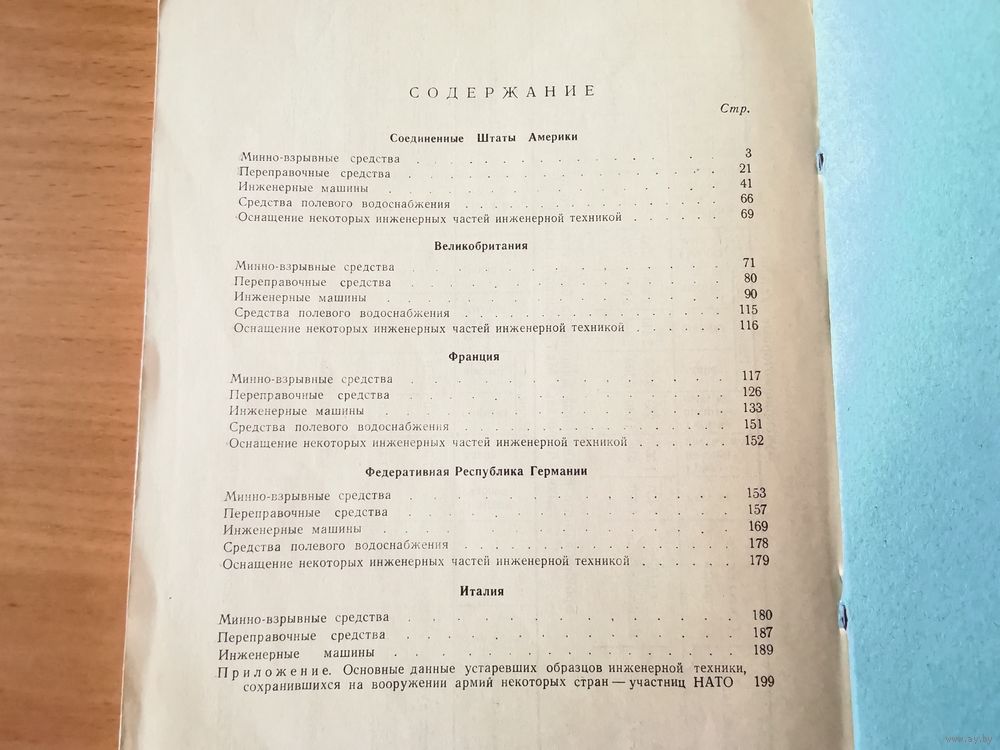 СОДЕРЖАНИЕ
Стр.
Соединенные Штаты Америки
Минно-взрывные средства . . . . . . . . . . . . 3
Переправочные средства . . . . . . . . . . . . 21
Инженерные машины . . . . . . . . . . . . 41
Средства полевого водоснабжения . . . . . . . . . . . . 66
Оснащение некоторых инженерных частей инженерной техникой . . . . . . 69
Великобритания
Минно-взрывные средства . . . . . . . . . . . . 71
Переправочные средства . . . . . . . . . . . . 80
Инженерные машины . . . . . . . . . . . . 90
Средства полевого водоснабжения . . . . . . . . . . . . 115
Оснащение некоторых инженерных частей инженерной техникой . . . . . . 116
Франция
Минно-взрывные средства . . . . . . . . . . . . 117
Переправочные средства . . . . . . . . . . . . 126
Инженерные машины . . . . . . . . . . . . 133
Средства полевого водоснабжения . . . . . . . . . . . . 151
Оснащение некоторых инженерных частей инженерной техникой . . . . . . 152
Федеративная Республика Германии
Минно-взрывные средства . . . . . . . . . . . . 153
Переправочные средства . . . . . . . . . . . . 157
Инженерные машины . . . . . . . . . . . . 169
Средства полевого водоснабжения . . . . . . . . . . . . 178
Оснащение некоторых инженерных частей инженерной техникой . . . . . . 179
Италия
Минно-взрывные средства . . . . . . . . . . . . 180
Переправочные средства . . . . . . . . . . . . 187
Инженерные машины . . . . . . . . . . . . 189
Приложение. Основные данные устаревших образцов инженерной техники,
сохранившихся на вооружении армий некоторых стран — участниц НАТО 199
www.ay.by